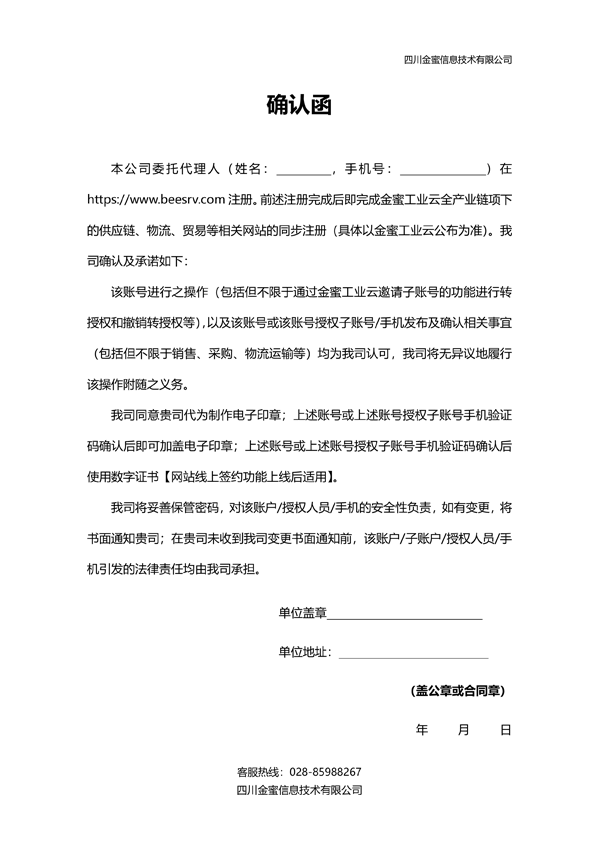 四川金蜜信息技术有限公司
确认函
本公司委托代理人（姓名：________，手机号：_____________）在
https://www.beesrv.com 注册。前述注册完成后即完成金蜜工业云全产业链项下
的供应链、物流、贸易等相关网站的同步注册（具体以金蜜工业云公布为准）。我
司确认及承诺如下：
该账号进行之操作（包括但不限于通过金蜜工业云邀请子账号的功能进行转
授权和撤销转授权等），以及该账号或该账号授权子账号/手机发布及确认相关事宜
（包括但不限于销售、采购、物流运输等）均为我司认可，我司将无异议地履行
该操作附随之义务。
我司同意贵司代为制作电子印章；上述账号或上述账号授权子账号手机验证
码确认后即可加盖电子印章；上述账号或上述账号授权子账号手机验证码确认后
使用数字证书【网站线上签约功能上线后适用】。
我司将妥善保管密码，对该账户/授权人员/手机的安全性负责，如有变更，将
书面通知贵司；在贵司未收到我司变更书面通知前，该账户/子账户/授权人员/手
机引发的法律责任均由我司承担。
单位盖章________________________
单位地址：_______________________
（盖公章或合同章）
年 月 日
客服热线：028-85988267
四川金蜜信息技术有限公司